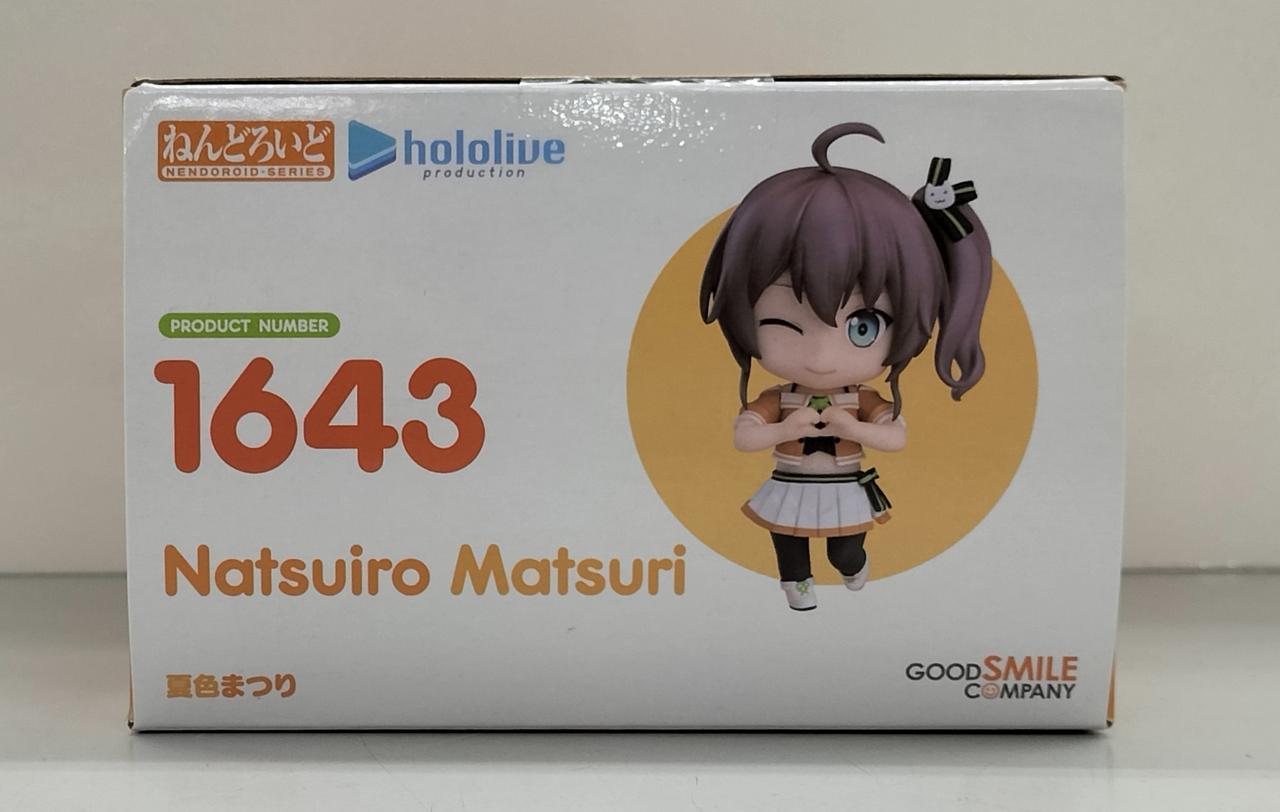 ねんどろいど
NENDOROID-SERIES
hololive
production
PRODUCT NUMBER
1643
Natsuiro Matsuri
夏色まつり
GOOD SMILE
COMPANY